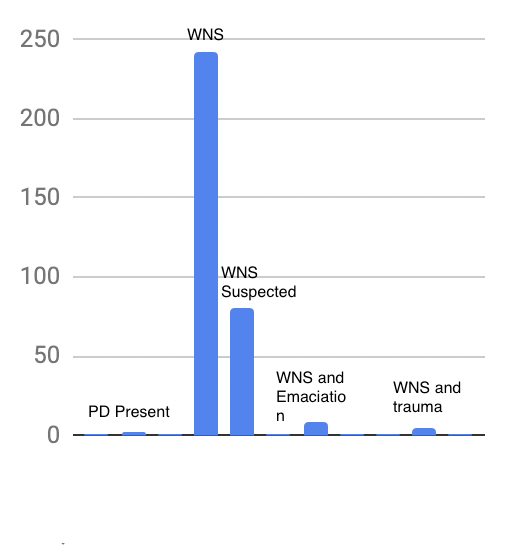 250
WNS
200
150
100
WNS
Suspected
50
WNS and
Emaciatio
n
WNS and
trauma
PD Present
0